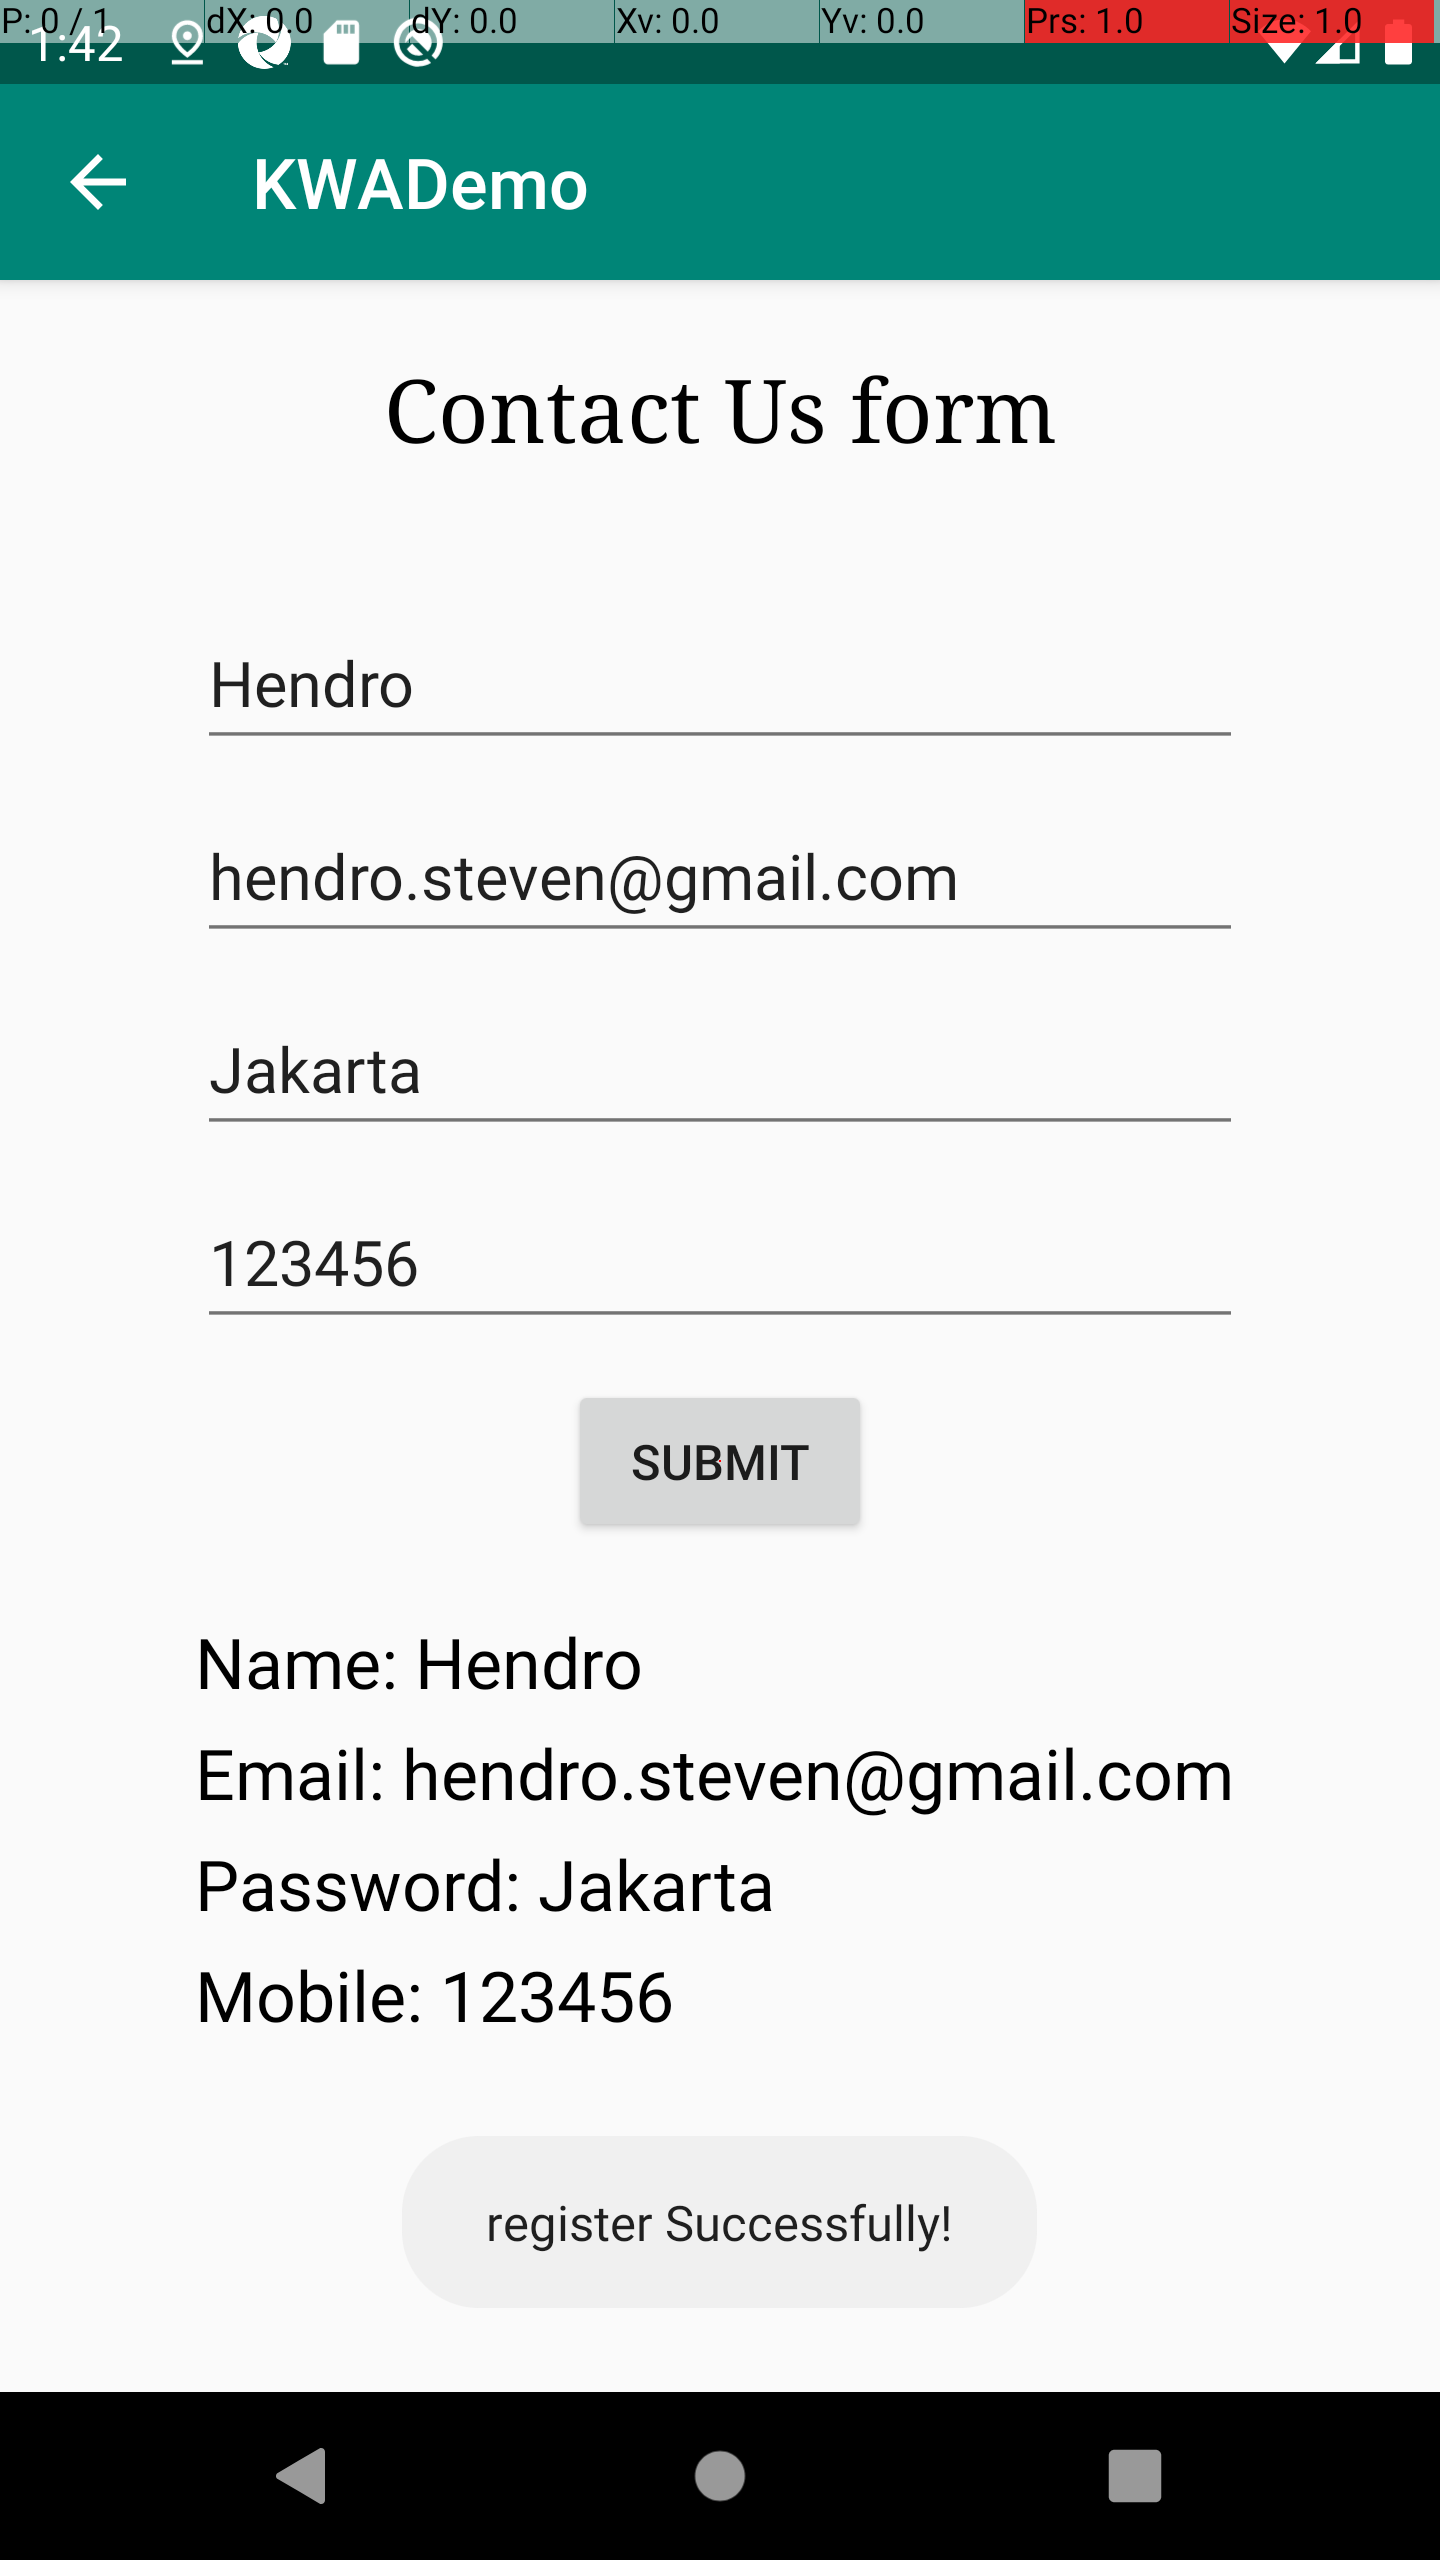 P: 0 / 1 dX: 0.0 dY: 0.0 Xv: 0.0 Yv: 0.0 Prs: 1.0 Size: 1.0
1:42
KWADemo
Contact Us form
Hendro
hendro.steven@gmail.com
Jakarta
123456
SUBMIT
Name: Hendro
Email: hendro.steven@gmail.com
Password: Jakarta
Mobile: 123456
register Successfully!